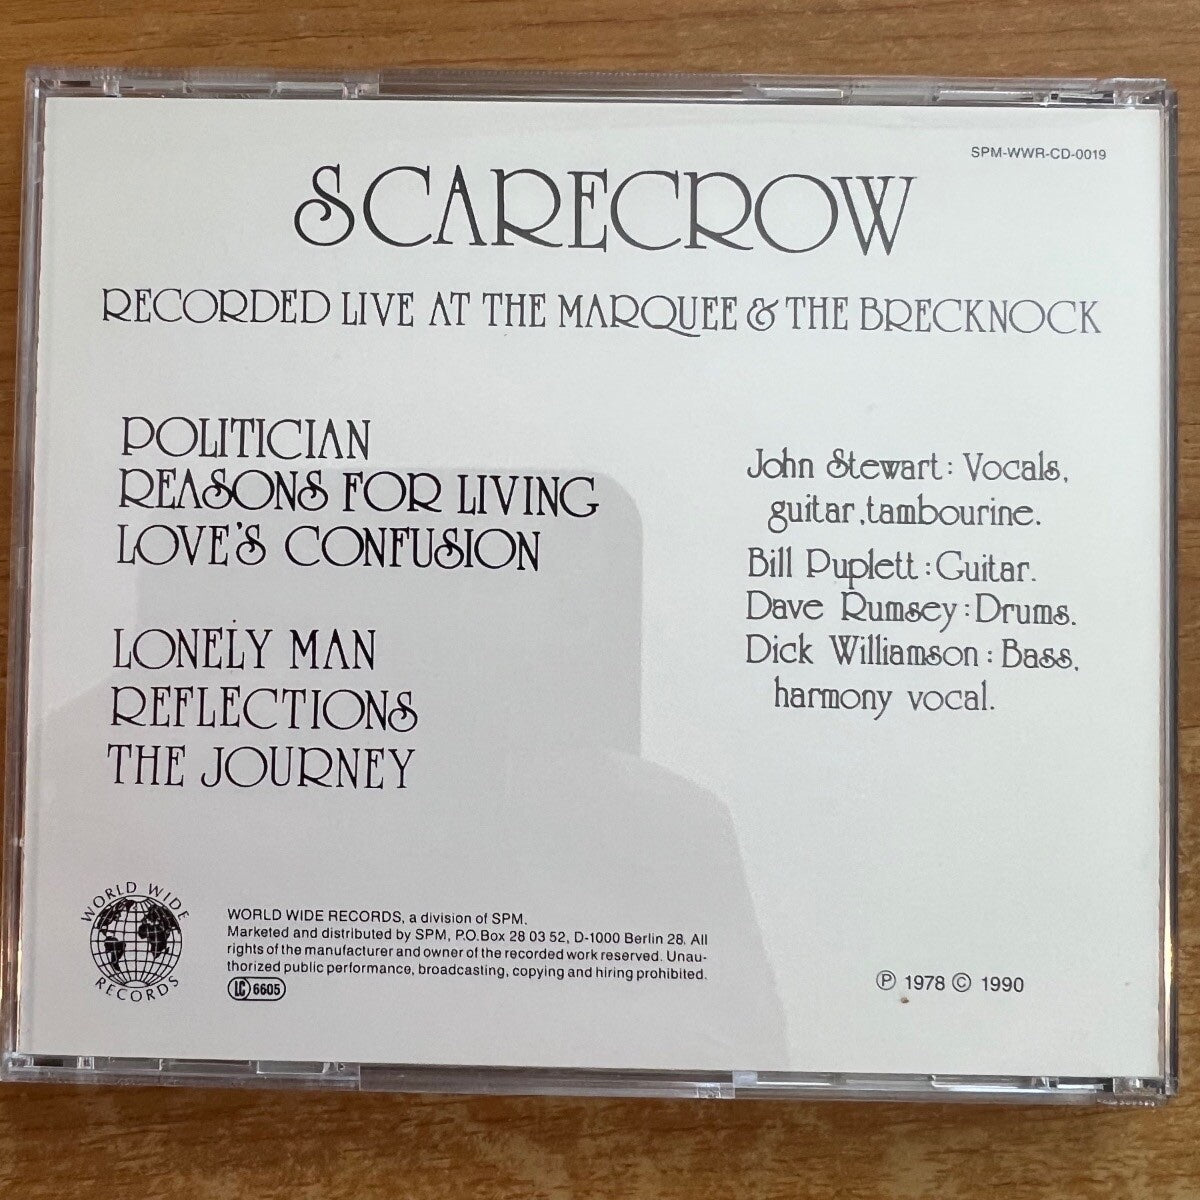 SPM-WWR-CD-0019
SCARECROW
RECORDED LIVE AT THE MARQUEE & THE BRECKNOCK
POLITICIAN
REASONS FOR LIVING
LOVE'S CONFUSION
LONELY MAN
REFLECTIONS
THE JOURNEY
John Stewart: Vocals,
guitar, tambourine.
Bill Puplett: Guitar.
Dave Rumsey: Drums.
Dick Williamson: Bass,
harmony vocal.
WORLD WIDE
RECORDS
WORLD WIDE RECORDS, a division of SPM.
Marketed and distributed by SPM, P.O.Box 28 03 52, D-1000 Berlin 28. All
rights of the manufacturer and owner of the recorded work reserved. Unau-
thorized public performance, broadcasting, copying and hiring prohibited.
LC 6605
℗ 1978 © 1990